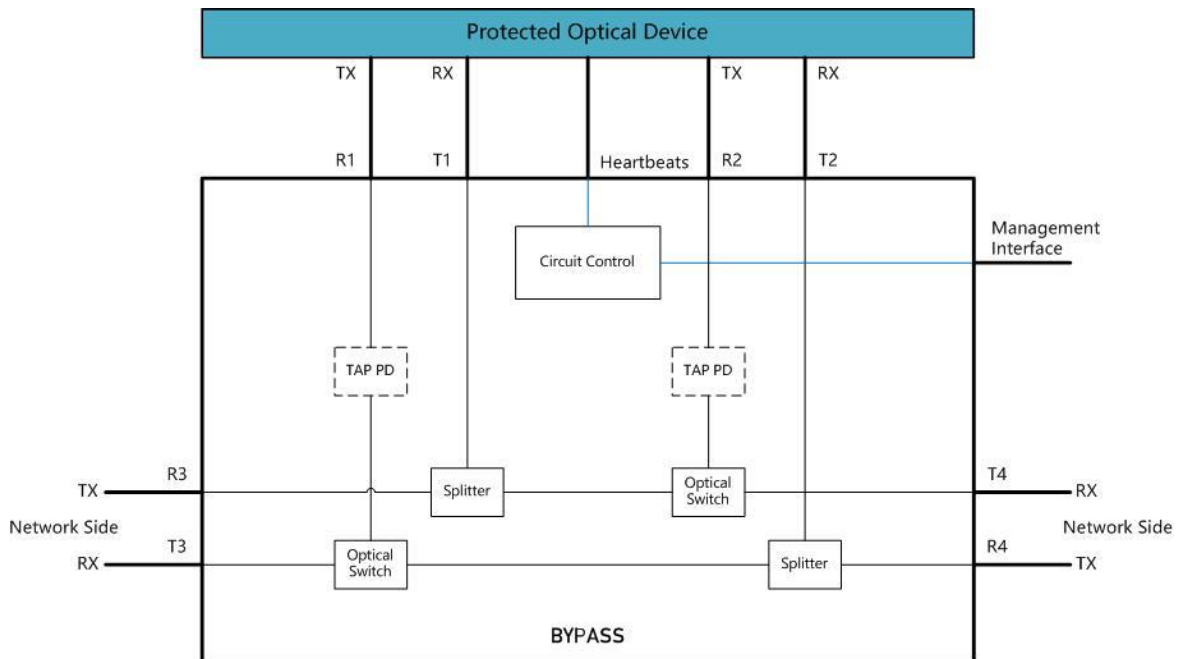 Protected Optical Device
TX
RX
TX
RX
R1
T1
Heartbeats
R2
T2
Management
Interface
Circuit Control
TAP PD
TAP PD
R3
T4
TX
Splitter
Optical
Switch
RX
Network Side
Network Side
T3
R4
RX
Optical
Switch
Splitter
TX
BYPASS